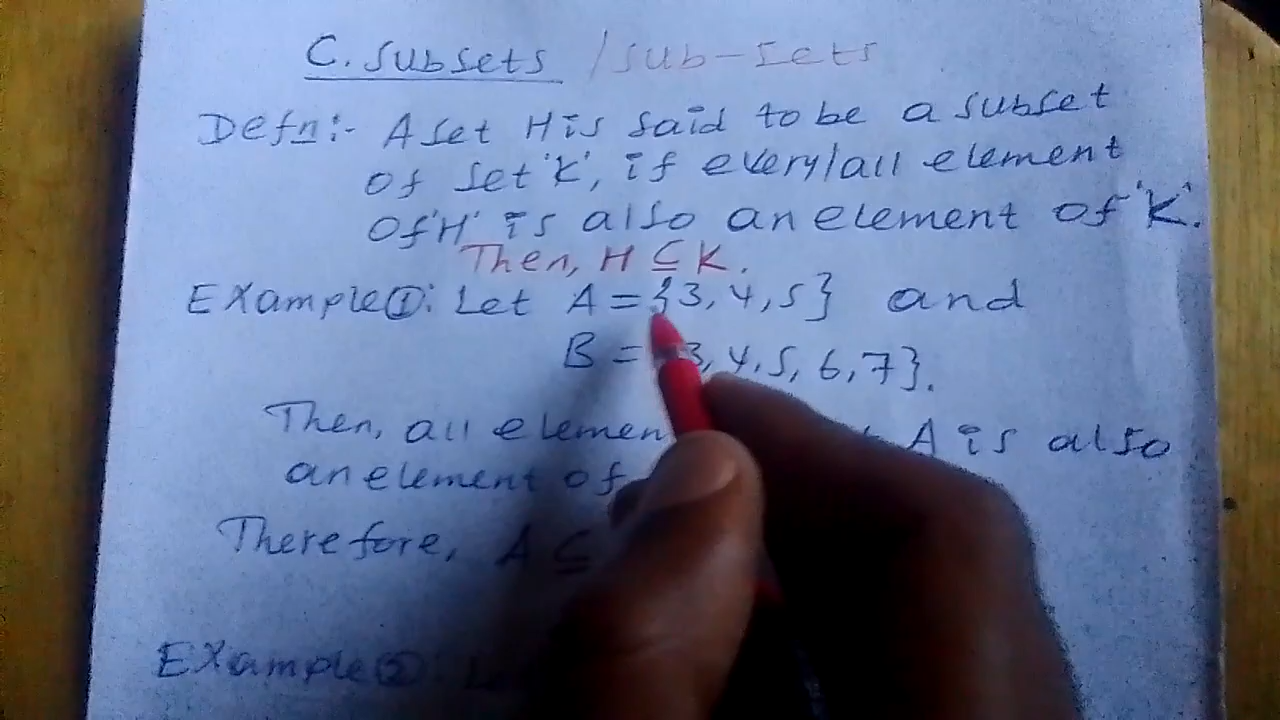 C. Subsets / Sub-sets
Defn:- A set H is said to be a subset
of set 'K', if every/all element
of 'H' is also an element of 'K'.
Then, H ⊆ K.
Example①: Let A = {3, 4, 5} and
B = 3, 4, 5, 6, 7}.
Then, all elemen A is also
an element of
Therefore, A ⊆
Example②: